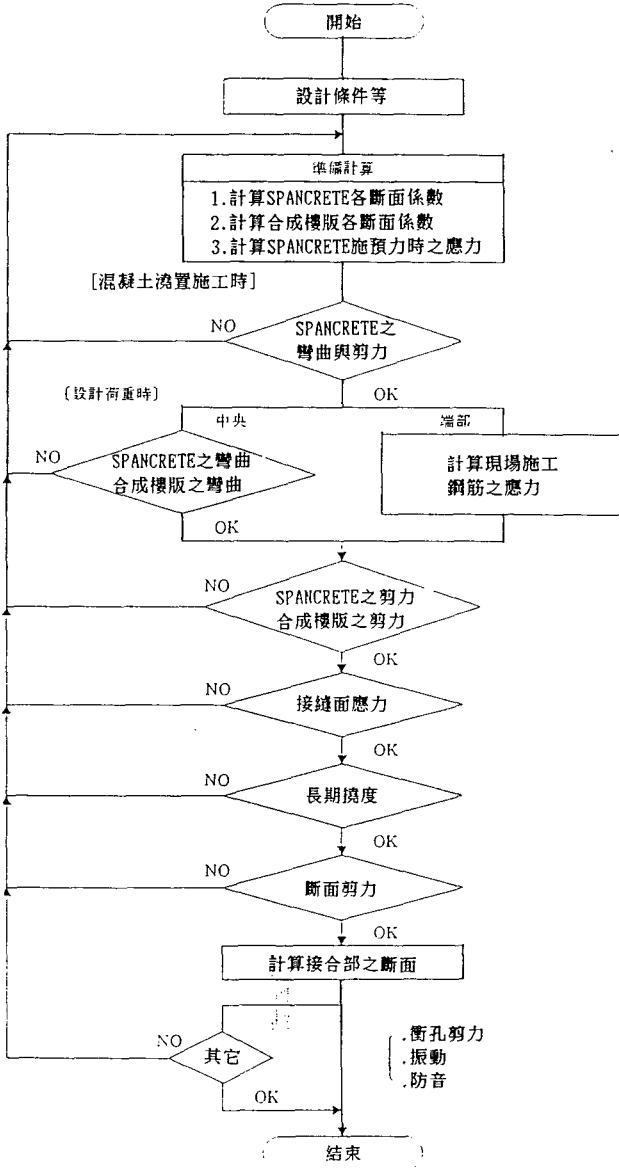 開始
設計條件等
準備計算
1.計算SPANCRETE各斷面係數
2.計算合成樓版各斷面係數
3.計算SPANCRETE施預力時之應力
[混凝土澆置施工時]
NO
SPANCRETE之
彎曲與剪力
OK
〔設計荷重時〕
中央
端部
NO
SPANCRETE之彎曲
合成樓版之彎曲
計算現場施工
鋼筋之應力
OK
NO
SPANCRETE之剪力
合成樓版之剪力
OK
NO
接縫面應力
OK
NO
長期撓度
OK
NO
斷面剪力
OK
計算接合部之斷面
NO
其它
.衝孔剪力
.振動
.防音
OK
結束